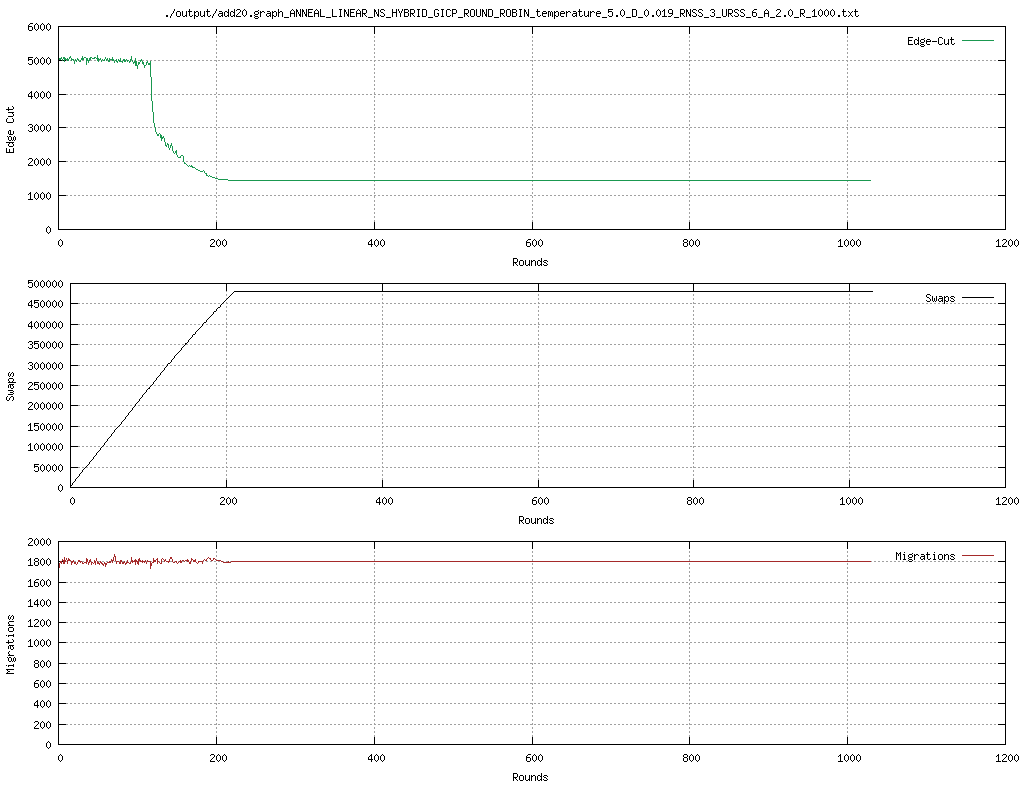 ./output/add20.graph_ANNEAL_LINEAR_NS_HYBRID_GICP_ROUND_ROBIN_temperature_5.0_D_0.019_RNSS_3_URSS_6_A_2.0_R_1000.txt
Edge-Cut
6000
5000
4000
3000
2000
1000
0
Edge Cut
0 200 400 600 800 1000 1200
Rounds
Swaps
500000
450000
400000
350000
300000
250000
200000
150000
100000
50000
0
Swaps
0 200 400 600 800 1000 1200
Rounds
Migrations
2000
1800
1600
1400
1200
1000
800
600
400
200
0
Migrations
0 200 400 600 800 1000 1200
Rounds